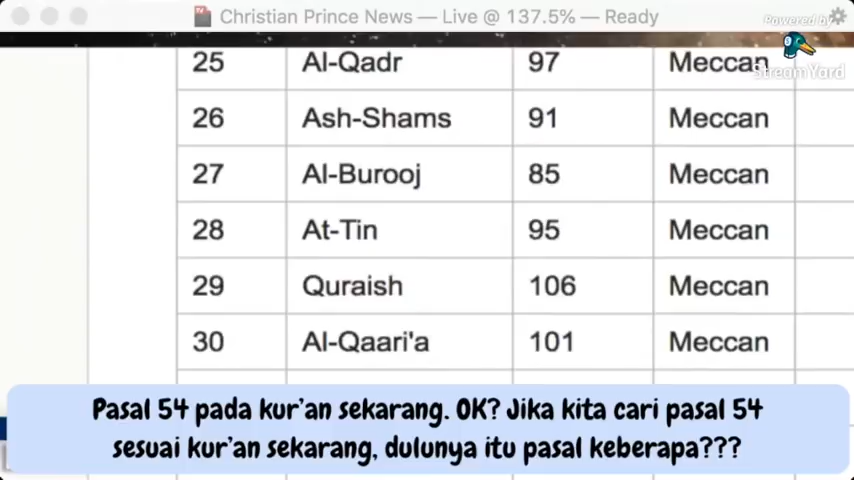 Christian Prince News — Live @ 137.5% — Ready
Powered by
StreamYard
25 Al-Qadr 97 Meccan
26 Ash-Shams 91 Meccan
27 Al-Burooj 85 Meccan
28 At-Tin 95 Meccan
29 Quraish 106 Meccan
30 Al-Qaari'a 101 Meccan
Pasal 54 pada kur'an sekarang. OK? Jika kita cari pasal 54
sesuai kur'an sekarang, dulunya itu pasal keberapa???